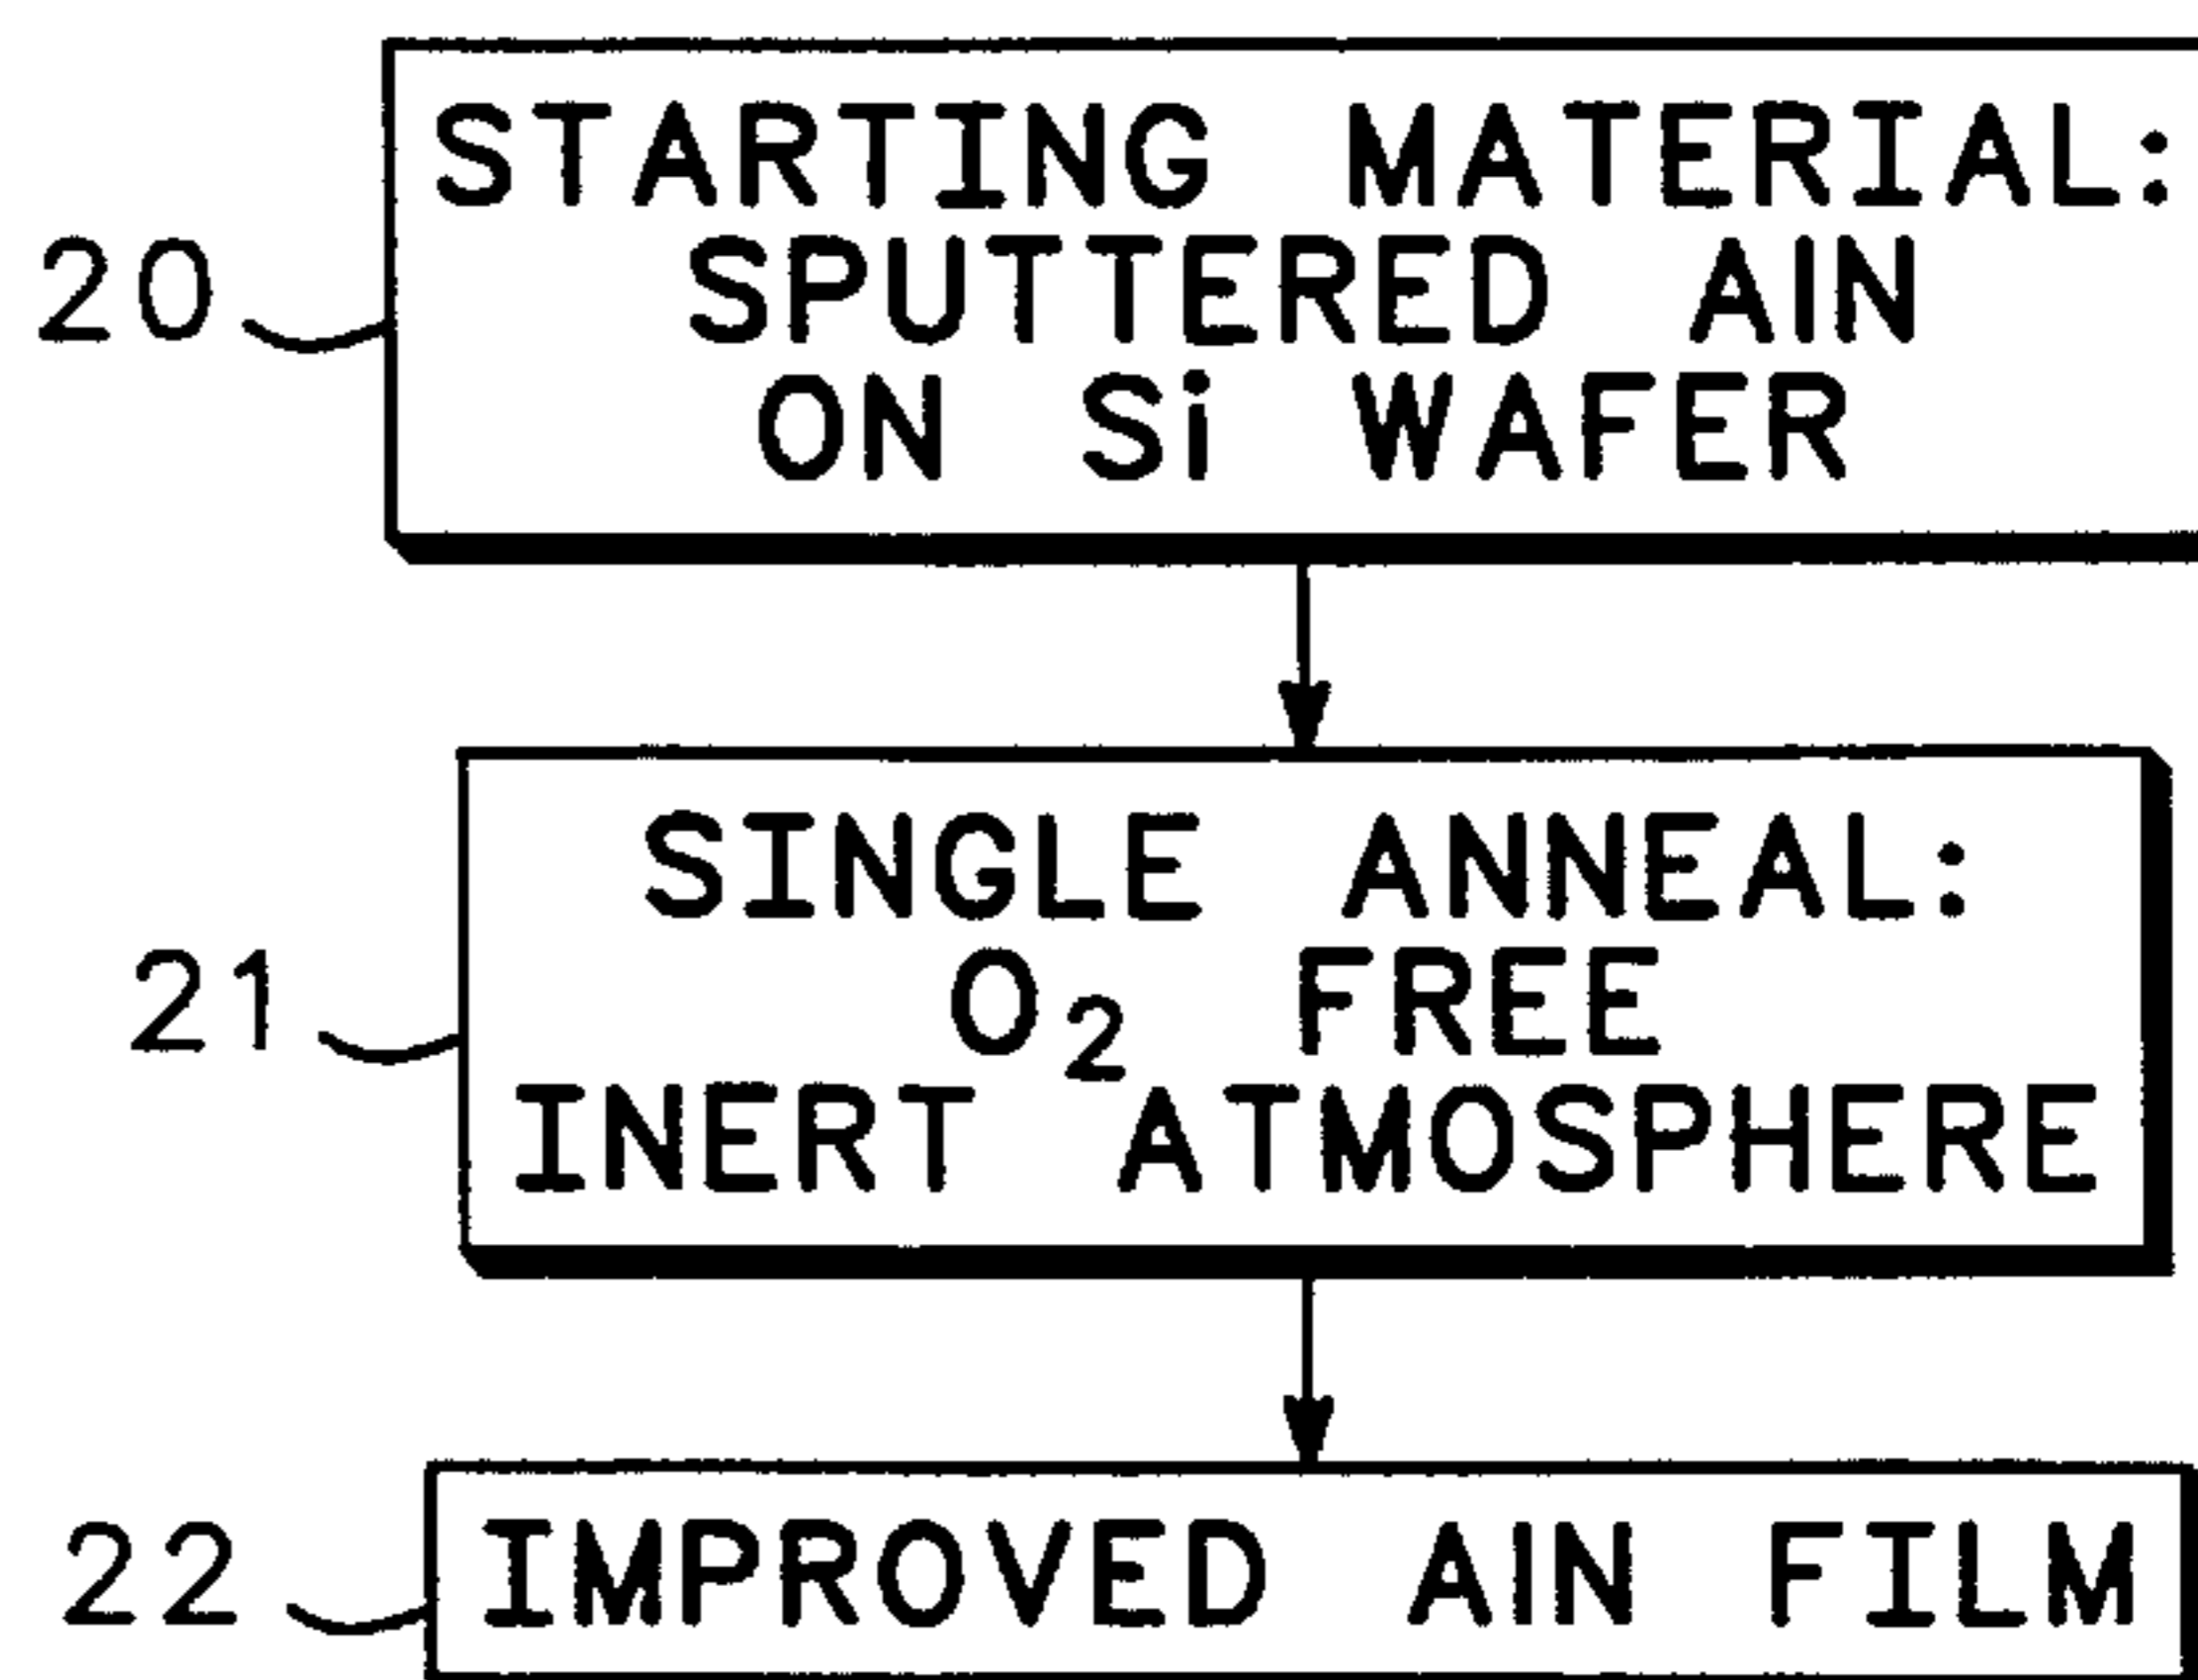 STARTING MATERIAL:
20 SPUTTERED AlN
ON Si WAFER
SINGLE ANNEAL:
21 O₂ FREE
INERT ATMOSPHERE
22 IMPROVED AlN FILM